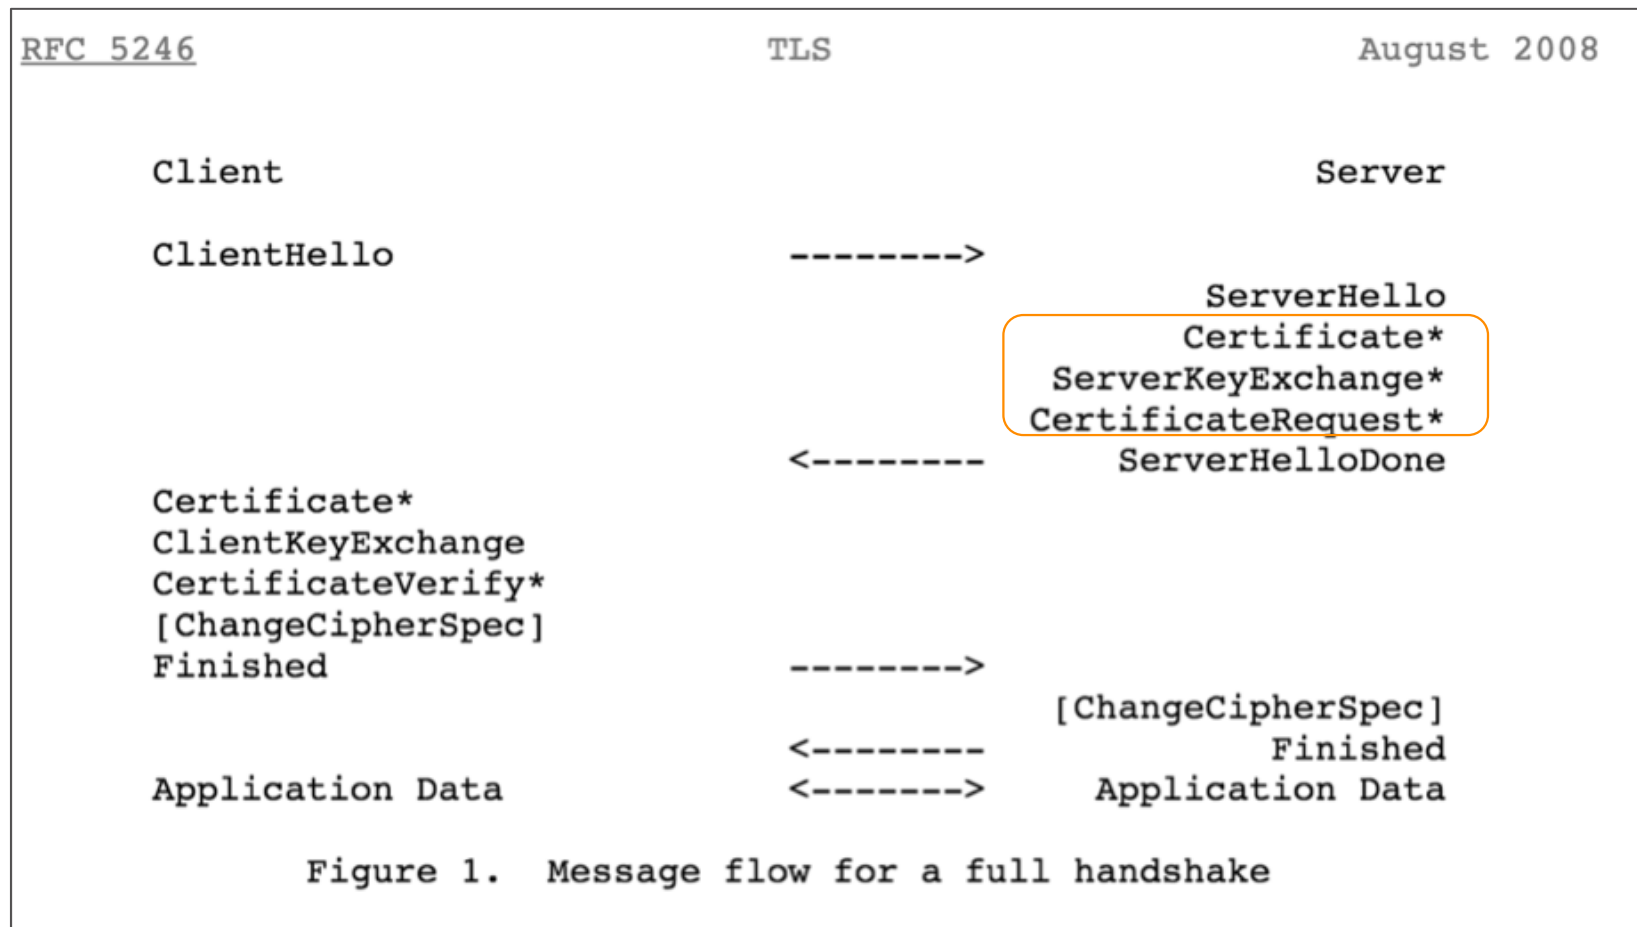 RFC 5246 TLS August 2008
Client Server
ClientHello -------->
ServerHello
Certificate*
ServerKeyExchange*
CertificateRequest*
<-------- ServerHelloDone
Certificate*
ClientKeyExchange
CertificateVerify*
[ChangeCipherSpec]
Finished -------->
[ChangeCipherSpec]
<-------- Finished
Application Data <-------> Application Data
Figure 1. Message flow for a full handshake